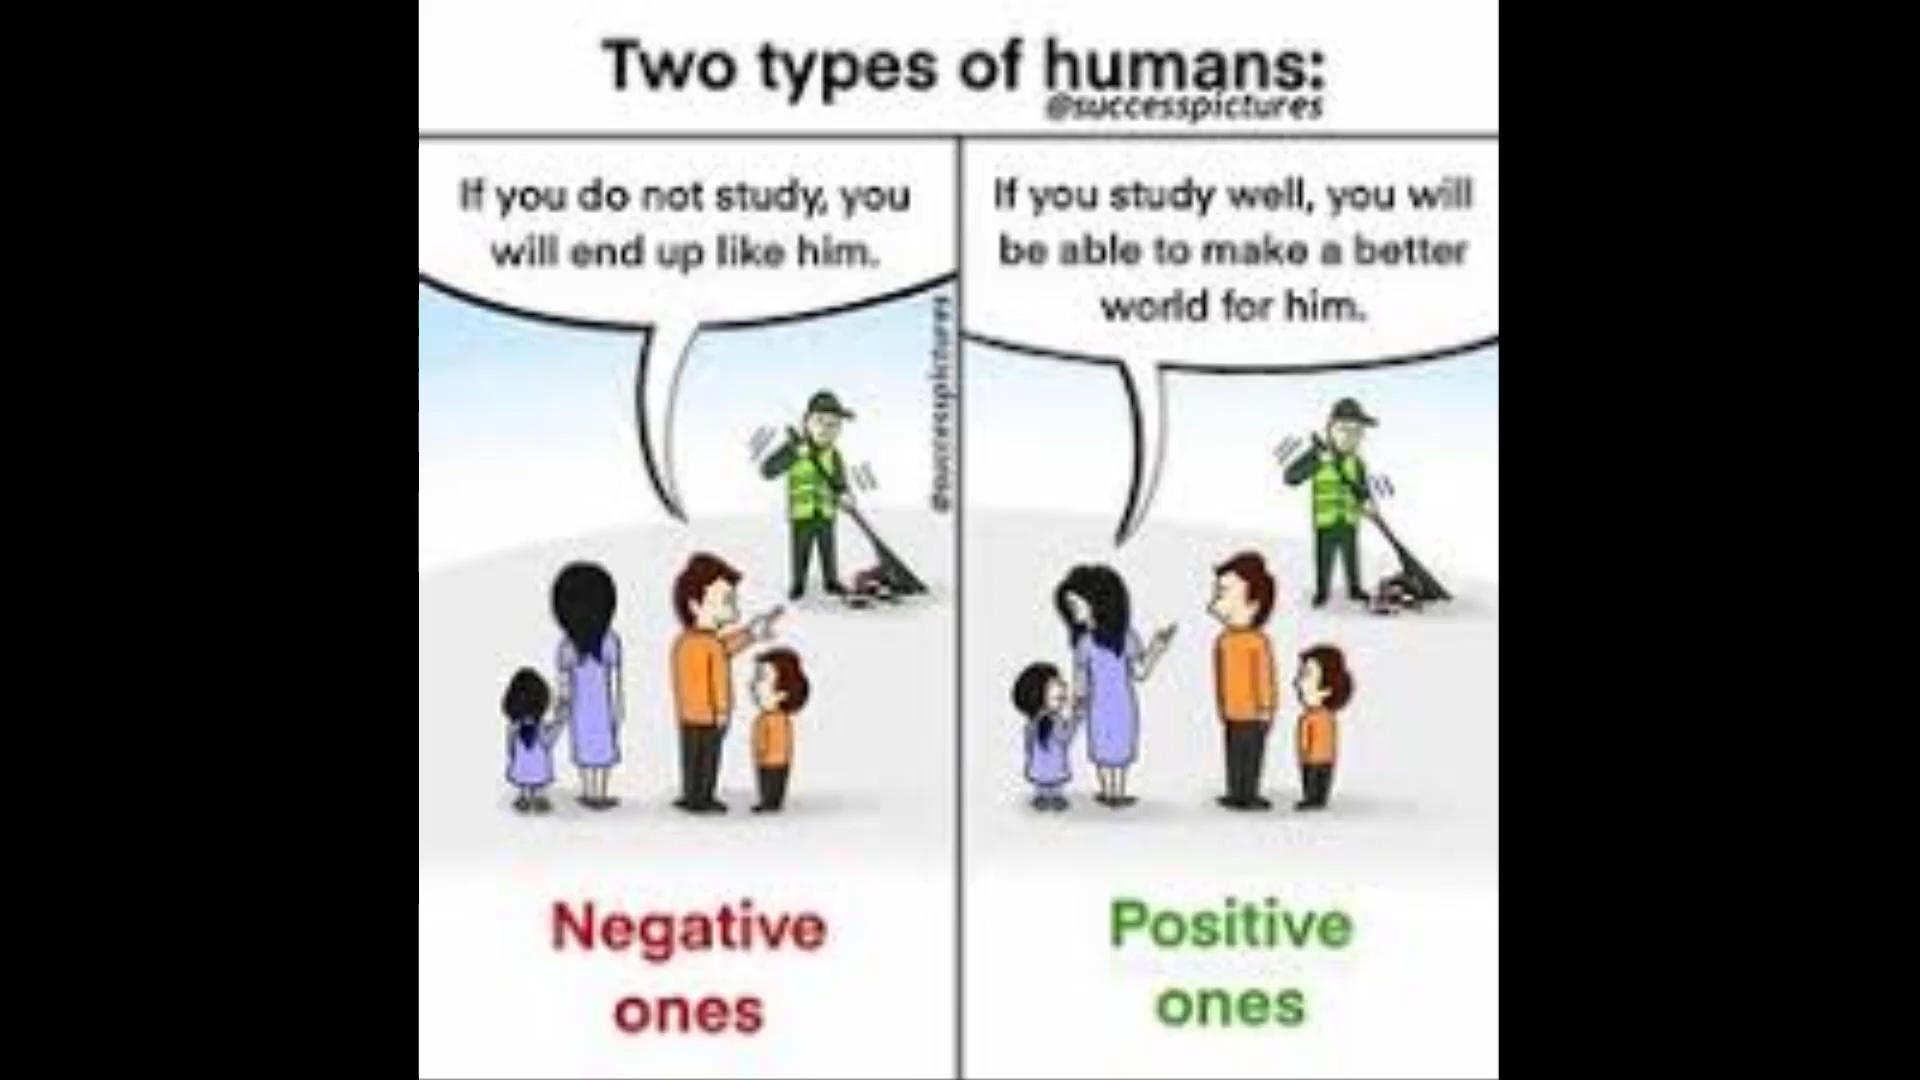 Two types of humans:
@successpictures
If you do not study, you
will end up like him.
@successpictures
If you study well, you will
be able to make a better
world for him.
Negative
ones
Positive
ones